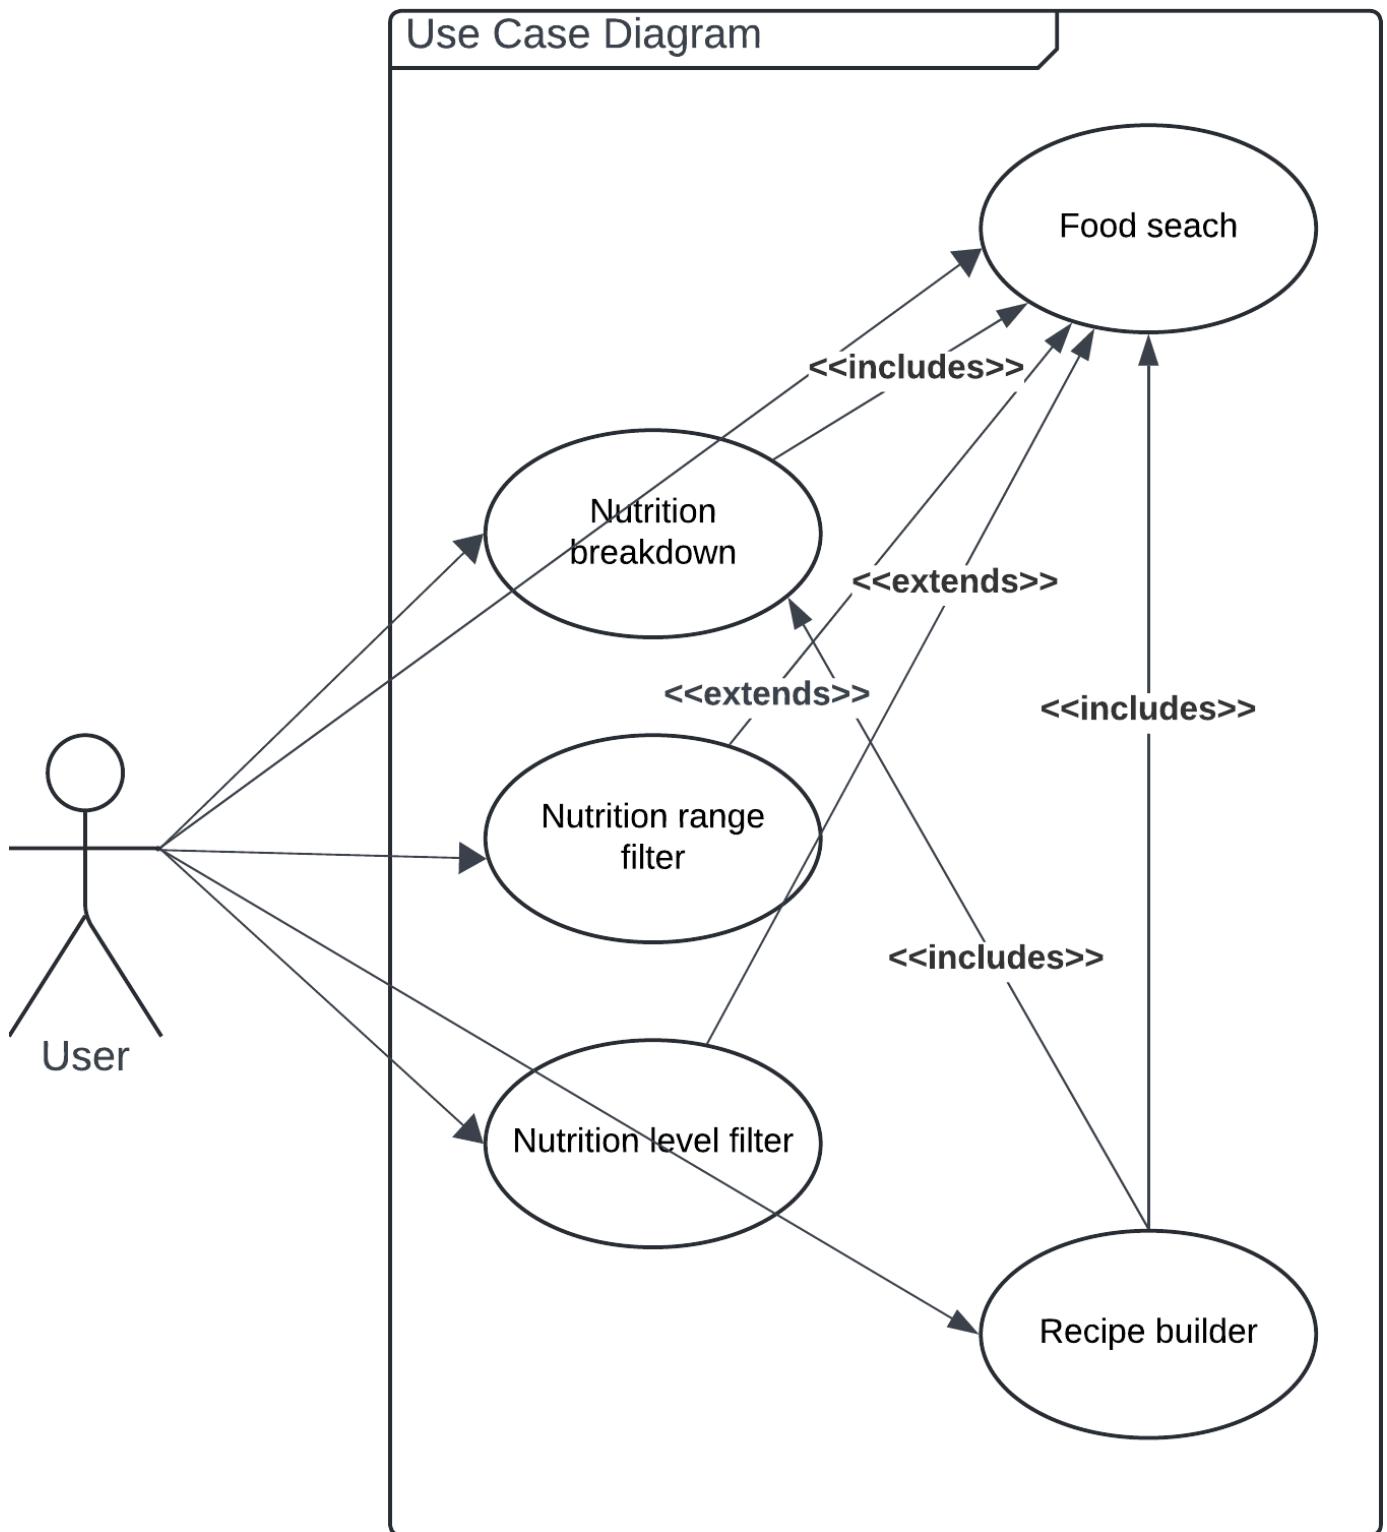 Use Case Diagram
Food seach
<<includes>>
Nutrition
breakdown
<<extends>>
<<extends>>
<<includes>>
Nutrition range
filter
<<includes>>
User
Nutrition level filter
Recipe builder